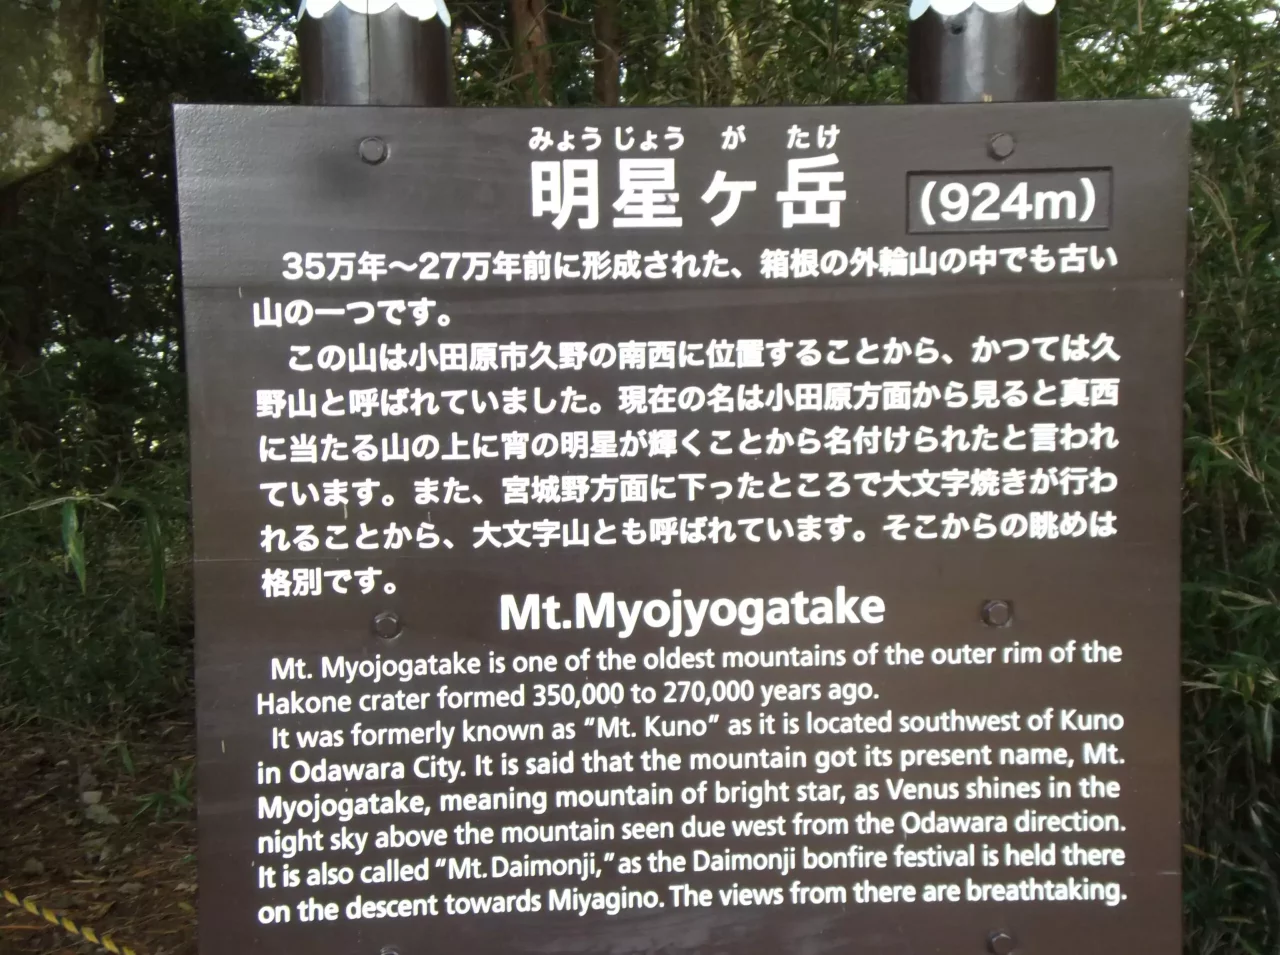 みょう じょう が たけ
明星ヶ岳 (924m)
35万年～27万年前に形成された、箱根の外輪山の中でも古い
山の一つです。
この山は小田原市久野の南西に位置することから、かつては久
野山と呼ばれていました。現在の名は小田原方面から見ると真西
に当たる山の上に宵の明星が輝くことから名付けられたと言われ
ています。また、宮城野方面に下ったところで大文字焼きが行わ
れることから、大文字山とも呼ばれています。そこからの眺めは
格別です。
Mt.Myojyogatake
Mt. Myojogatake is one of the oldest mountains of the outer rim of the
Hakone crater formed 350,000 to 270,000 years ago.
It was formerly known as "Mt. Kuno" as it is located southwest of Kuno
in Odawara City. It is said that the mountain got its present name, Mt.
Myojogatake, meaning mountain of bright star, as Venus shines in the
night sky above the mountain seen due west from the Odawara direction.
It is also called "Mt. Daimonji," as the Daimonji bonfire festival is held there
on the descent towards Miyagino. The views from there are breathtaking.